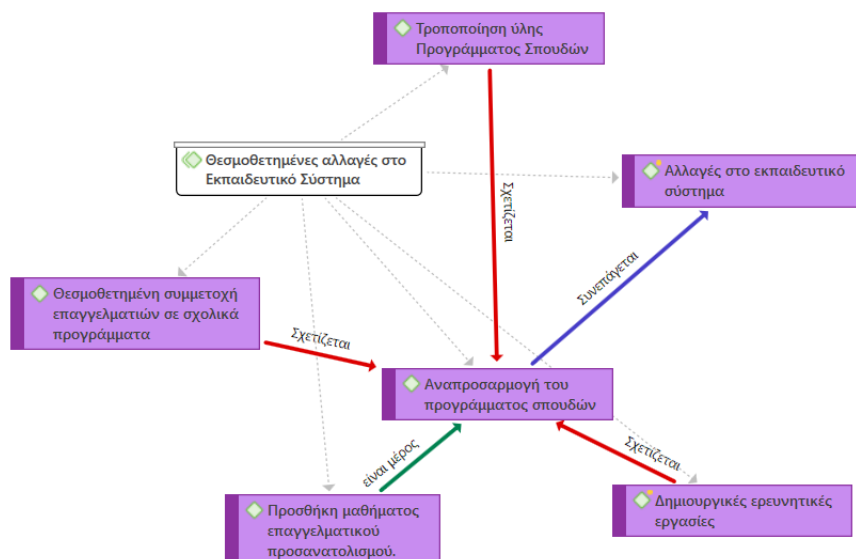 Τροποποίηση ύλης
Προγράμματος Σπουδών
Θεσμοθετημένες αλλαγές στο
Εκπαιδευτικό Σύστημα
Αλλαγές στο εκπαιδευτικό
σύστημα
Σχετίζεται
Συνεπάγεται
Θεσμοθετημένη συμμετοχή
επαγγελματιών σε σχολικά
προγράμματα
Σχετίζεται
Αναπροσαρμογή του
προγράμματος σπουδών
είναι μέρος
Σχετίζεται
Προσθήκη μαθήματος
επαγγελματικού
προσανατολισμού.
Δημιουργικές ερευνητικές
εργασίες